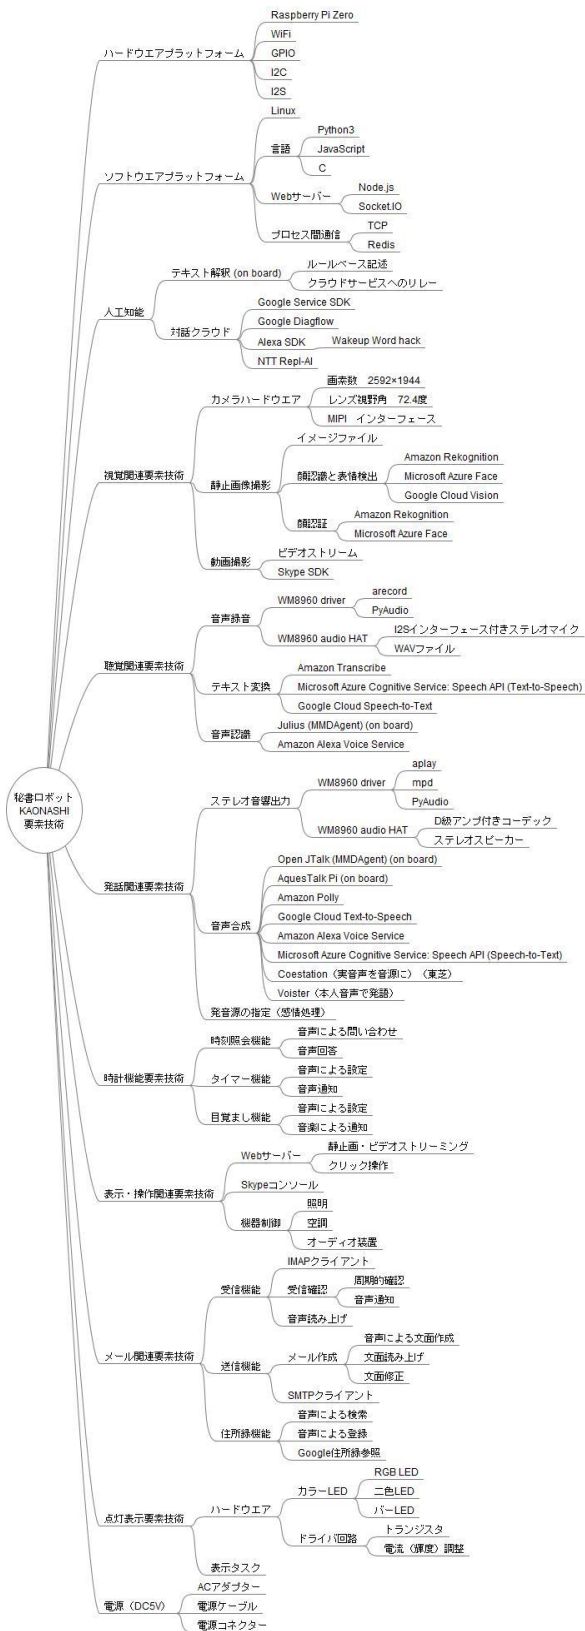 Raspberry Pi Zero
WiFi
ハードウエアプラットフォーム
GPIO
I2C
I2S
Linux
Python3
言語
JavaScript
C
ソフトウエアプラットフォーム
Node.js
Webサーバー
Socket.IO
TCP
プロセス間通信
Redis
ルールベース記述
テキスト解釈 (on board)
クラウドサービスへのリレー
人工知能
Google Service SDK
Google Diagflow
対話クラウド
Alexa SDK
Wakeup Word hack
NTT Repl-AI
画素数 2592×1944
カメラハードウエア
レンズ視野角 72.4度
MIPI インターフェース
イメージファイル
視覚関連要素技術
Amazon Rekognition
静止画像撮影
顔認識と表情検出
Microsoft Azure Face
Google Cloud Vision
Amazon Rekognition
顔認証
Microsoft Azure Face
ビデオストリーム
動画撮影
Skype SDK
arecord
WM8960 driver
PyAudio
音声録音
I2Sインターフェース付きステレオマイク
WM8960 audio HAT
WAVファイル
聴覚関連要素技術
Amazon Transcribe
テキスト変換
Microsoft Azure Cognitive Service: Speech API (Text-to-Speech)
Google Cloud Speech-to-Text
Julius (MMDAgent) (on board)
音声認識
Amazon Alexa Voice Service
秘書ロボット
KAONASHI
要素技術
aplay
WM8960 driver
mpd
PyAudio
ステレオ音響出力
D級アンプ付きコーデック
WM8960 audio HAT
ステレオスピーカー
発話関連要素技術
Open JTalk (MMDAgent) (on board)
AquesTalk Pi (on board)
Amazon Polly
Google Cloud Text-to-Speech
音声合成
Amazon Alexa Voice Service
Microsoft Azure Cognitive Service: Speech API (Speech-to-Text)
Coestation（実音声を音源に）（東芝）
Voister（本人音声で発語）
発音源の指定（感情処理）
音声による問い合わせ
時刻照会機能
音声回答
時計機能要素技術
音声による設定
タイマー機能
音声通知
音声による設定
目覚まし機能
音楽による通知
静止画・ビデオストリーミング
Webサーバー
クリック操作
表示・操作関連要素技術
Skypeコンソール
照明
機器制御
空調
オーディオ装置
IMAPクライアント
受信機能
周期的確認
受信確認
音声通知
音声読み上げ
メール関連要素技術
音声による文面作成
メール作成
文面読み上げ
送信機能
文面修正
SMTPクライアント
音声による検索
住所録機能
音声による登録
Google住所録参照
RGB LED
カラーLED
二色LED
バーLED
ハードウエア
トランジスタ
ドライバ回路
電流（輝度）調整
点灯表示要素技術
表示タスク
ACアダプター
電源（DC5V）
電源ケーブル
電源コネクター